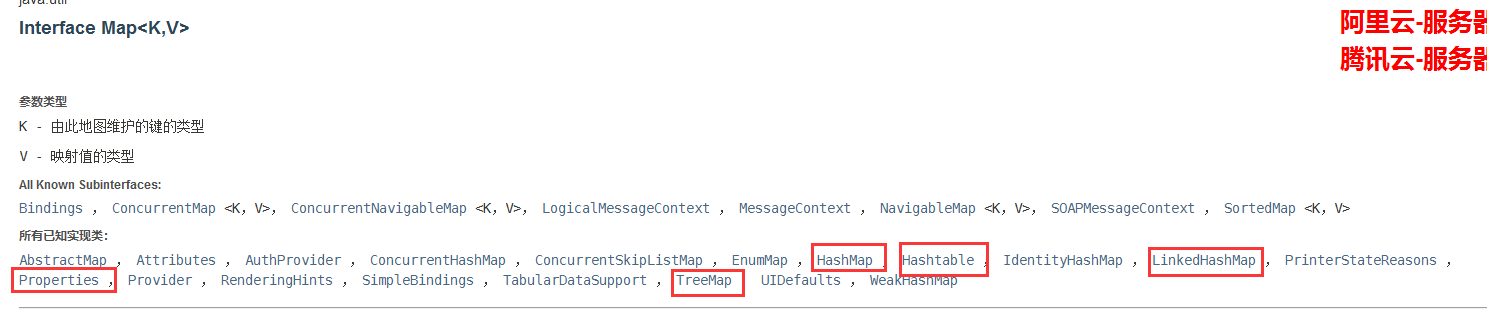 java.util
Interface Map<K,V>
阿里云-服务器
腾讯云-服务器
参数类型
K - 由此地图维护的键的类型
V - 映射值的类型
All Known Subinterfaces:
Bindings , ConcurrentMap <K，V>， ConcurrentNavigableMap <K，V>， LogicalMessageContext , MessageContext , NavigableMap <K，V>， SOAPMessageContext , SortedMap <K，V>
所有已知实现类：
AbstractMap , Attributes , AuthProvider , ConcurrentHashMap , ConcurrentSkipListMap , EnumMap , HashMap , Hashtable , IdentityHashMap , LinkedHashMap , PrinterStateReasons ,
Properties , Provider , RenderingHints , SimpleBindings , TabularDataSupport , TreeMap UIDefaults , WeakHashMap